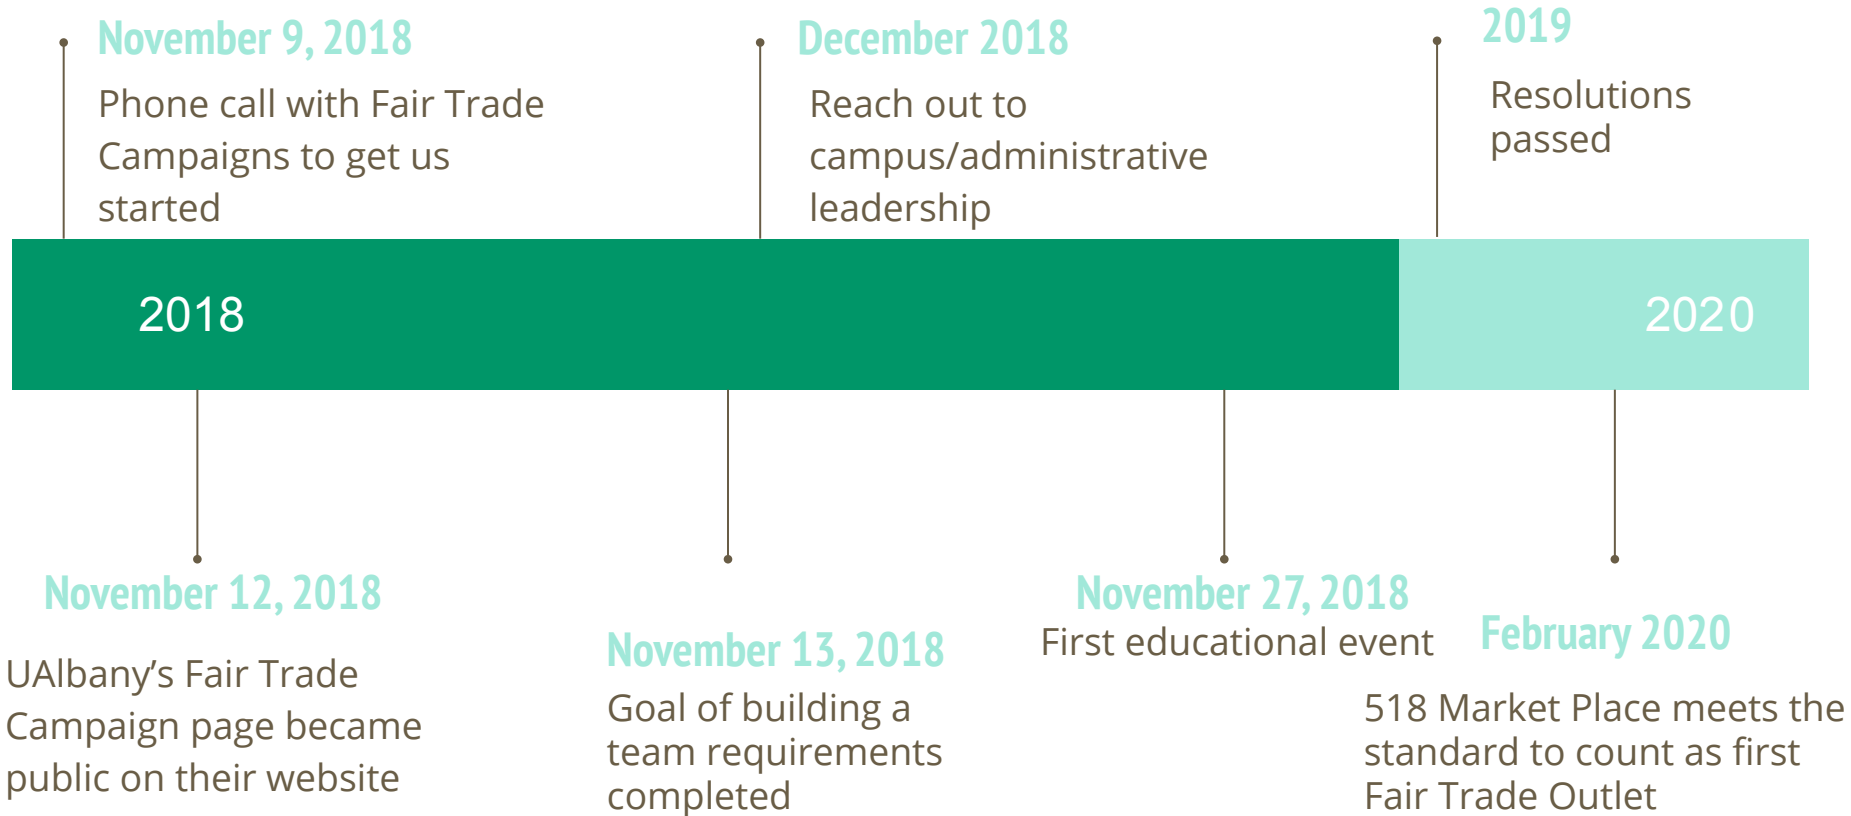 November 9, 2018
Phone call with Fair Trade
Campaigns to get us
started
December 2018
Reach out to
campus/administrative
leadership
2019
Resolutions
passed
2018
2020
November 12, 2018
UAlbany’s Fair Trade
Campaign page became
public on their website
November 13, 2018
Goal of building a
team requirements
completed
November 27, 2018
First educational event
February 2020
518 Market Place meets the
standard to count as first
Fair Trade Outlet